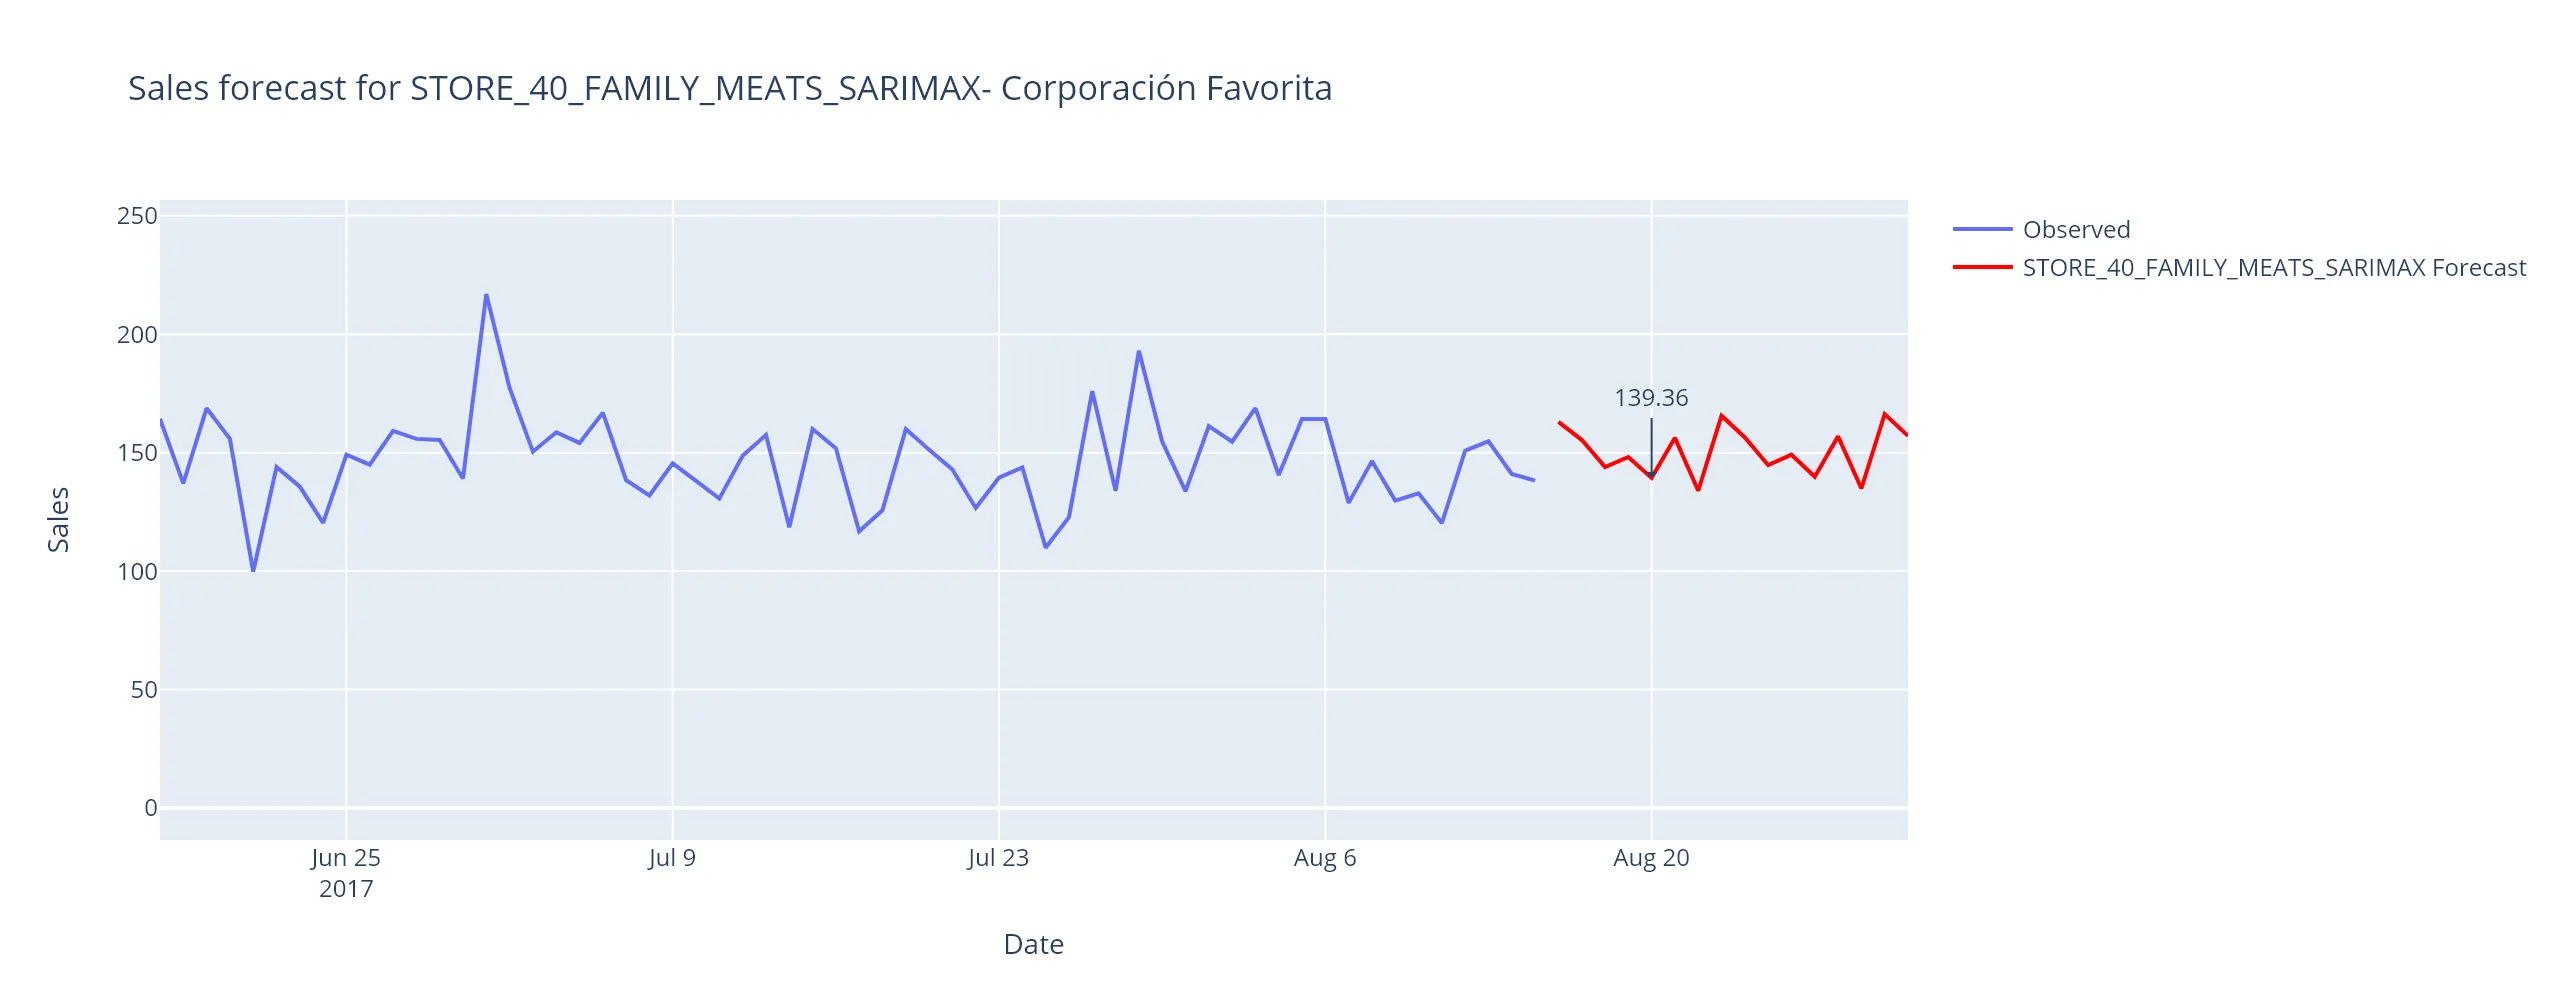 Sales forecast for STORE_40_FAMILY_MEATS_SARIMAX- Corporación Favorita
Observed
STORE_40_FAMILY_MEATS_SARIMAX Forecast
250
200
150
100
50
0
Sales
139.36
Jun 25
2017
Jul 9
Jul 23
Aug 6
Aug 20
Date